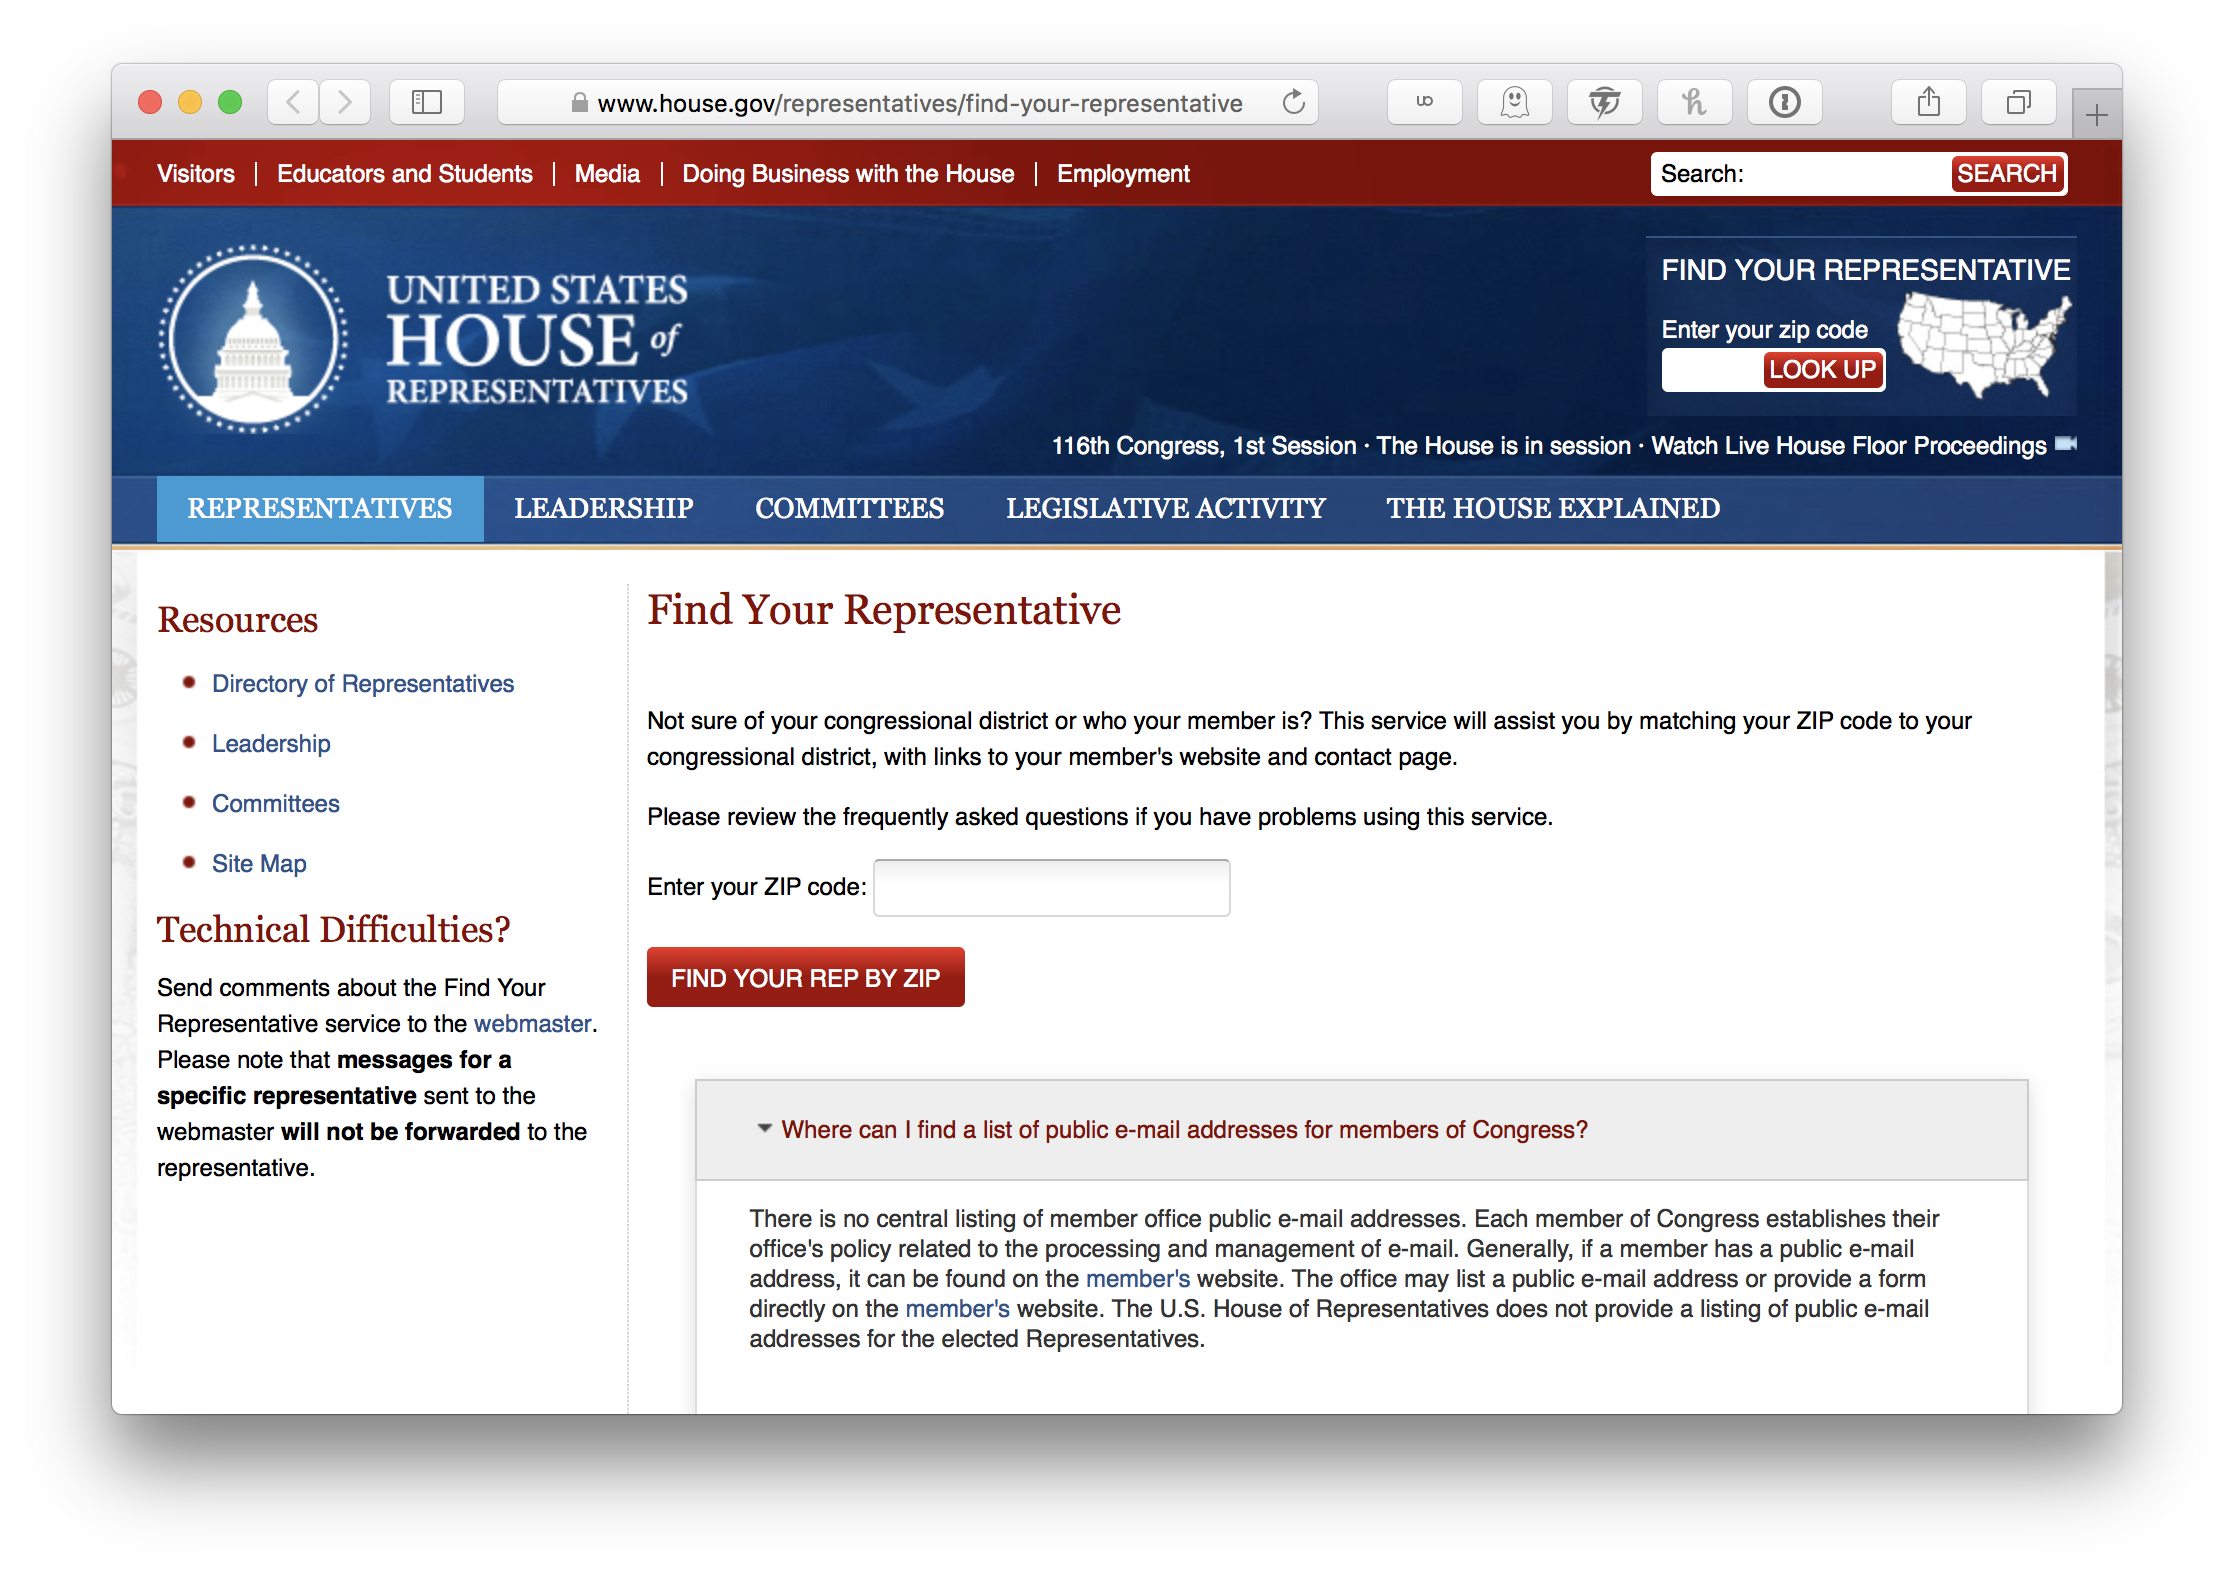 www.house.gov/representatives/find-your-representative
Visitors | Educators and Students | Media | Doing Business with the House | Employment
Search: SEARCH
UNITED STATES
HOUSE of
REPRESENTATIVES
FIND YOUR REPRESENTATIVE
Enter your zip code
LOOK UP
116th Congress, 1st Session · The House is in session · Watch Live House Floor Proceedings
REPRESENTATIVES LEADERSHIP COMMITTEES LEGISLATIVE ACTIVITY THE HOUSE EXPLAINED
Resources
Directory of Representatives
Leadership
Committees
Site Map
Technical Difficulties?
Send comments about the Find Your
Representative service to the webmaster.
Please note that messages for a
specific representative sent to the
webmaster will not be forwarded to the
representative.
Find Your Representative
Not sure of your congressional district or who your member is? This service will assist you by matching your ZIP code to your
congressional district, with links to your member's website and contact page.
Please review the frequently asked questions if you have problems using this service.
Enter your ZIP code:
FIND YOUR REP BY ZIP
Where can I find a list of public e-mail addresses for members of Congress?
There is no central listing of member office public e-mail addresses. Each member of Congress establishes their
office's policy related to the processing and management of e-mail. Generally, if a member has a public e-mail
address, it can be found on the member's website. The office may list a public e-mail address or provide a form
directly on the member's website. The U.S. House of Representatives does not provide a listing of public e-mail
addresses for the elected Representatives.